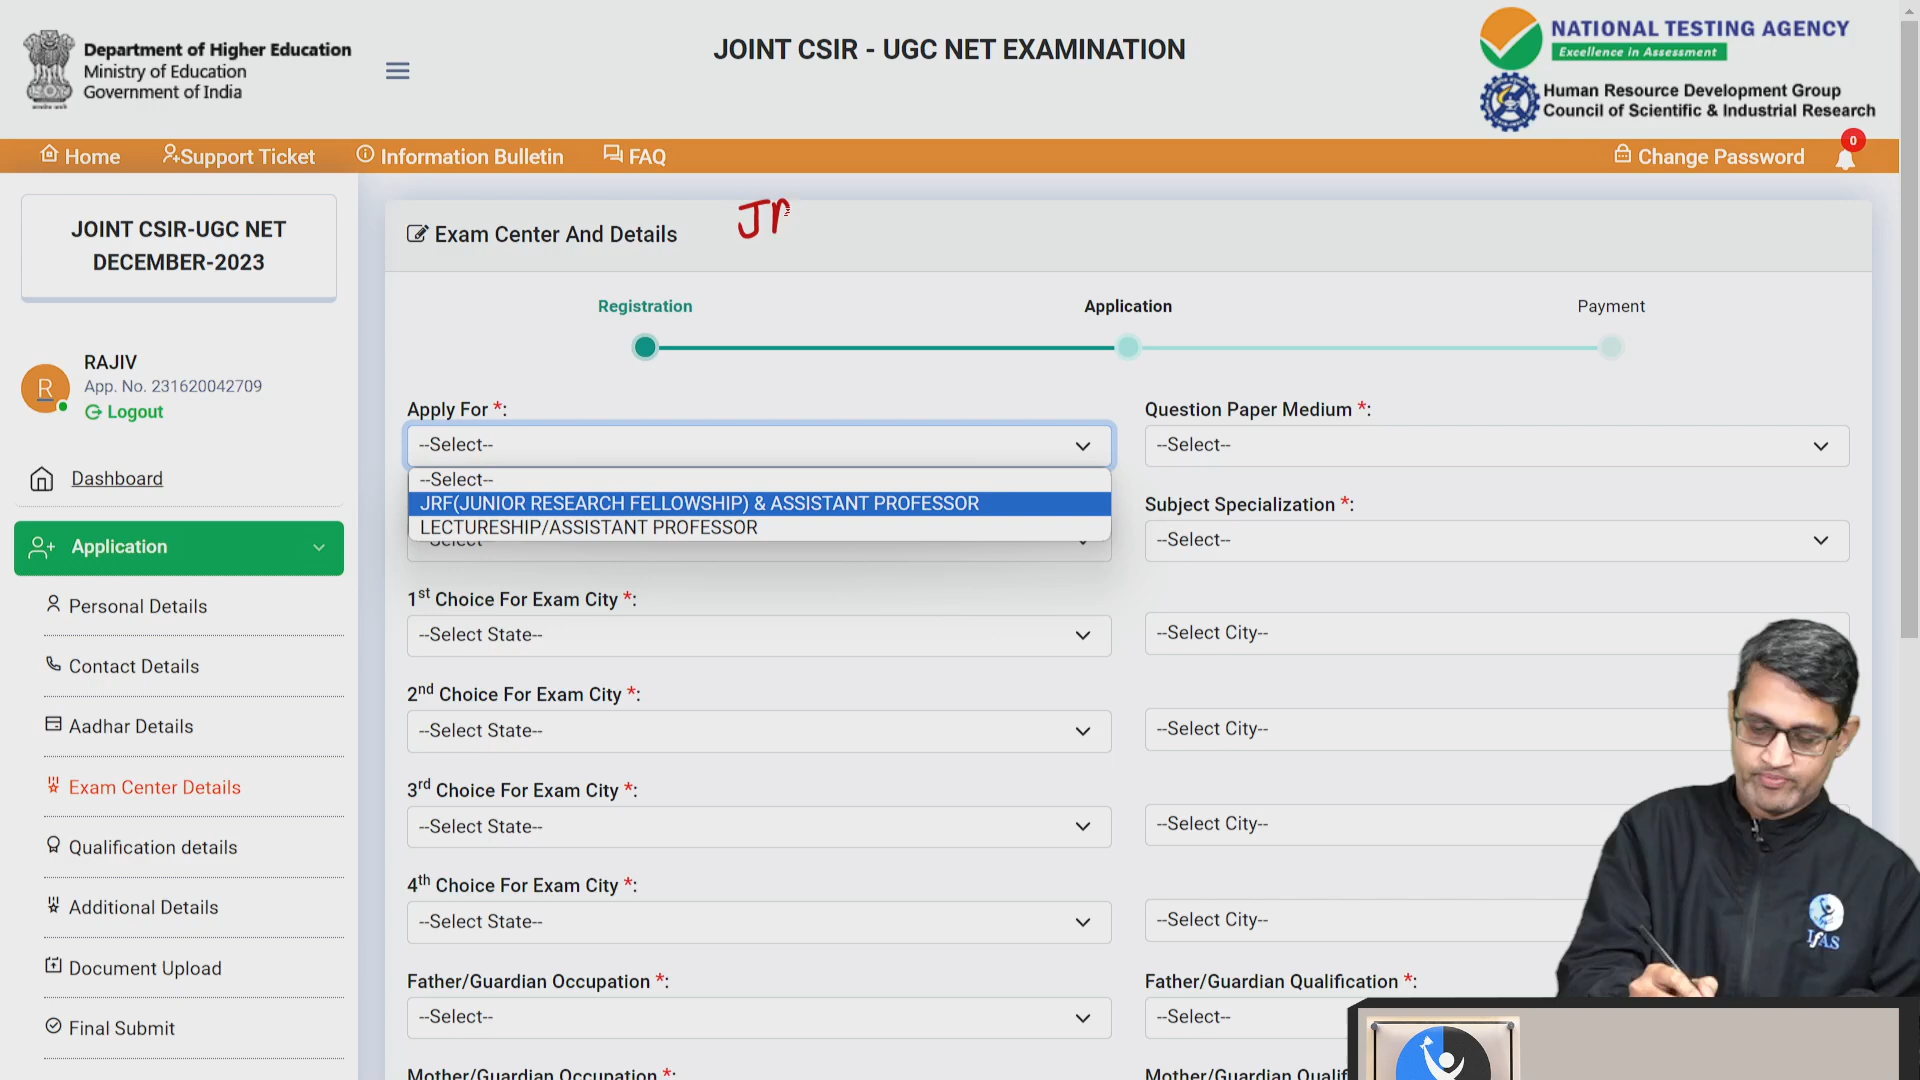 Department of Higher Education
Ministry of Education
Government of India
JOINT CSIR - UGC NET EXAMINATION
NATIONAL TESTING AGENCY
Excellence in Assessment
Human Resource Development Group
Council of Scientific & Industrial Research
Home
Support Ticket
Information Bulletin
FAQ
Change Password
0
JOINT CSIR-UGC NET
DECEMBER-2023
R
RAJIV
App. No. 231620042709
Logout
Dashboard
Application
Personal Details
Contact Details
Aadhar Details
Exam Center Details
Qualification details
Additional Details
Document Upload
Final Submit
Exam Center And Details
Registration
Application
Payment
Apply For *:
--Select--
--Select--
JRF(JUNIOR RESEARCH FELLOWSHIP) & ASSISTANT PROFESSOR
LECTURESHIP/ASSISTANT PROFESSOR
Question Paper Medium *:
--Select--
Subject Specialization *:
--Select--
1st Choice For Exam City *:
--Select State--
--Select City--
2nd Choice For Exam City *:
--Select State--
--Select City--
3rd Choice For Exam City *:
--Select State--
--Select City--
4th Choice For Exam City *:
--Select State--
--Select City--
Father/Guardian Occupation *:
--Select--
Father/Guardian Qualification *:
--Select--
Mother/Guardian Occupation *:
Mother/Guardian
IFAS